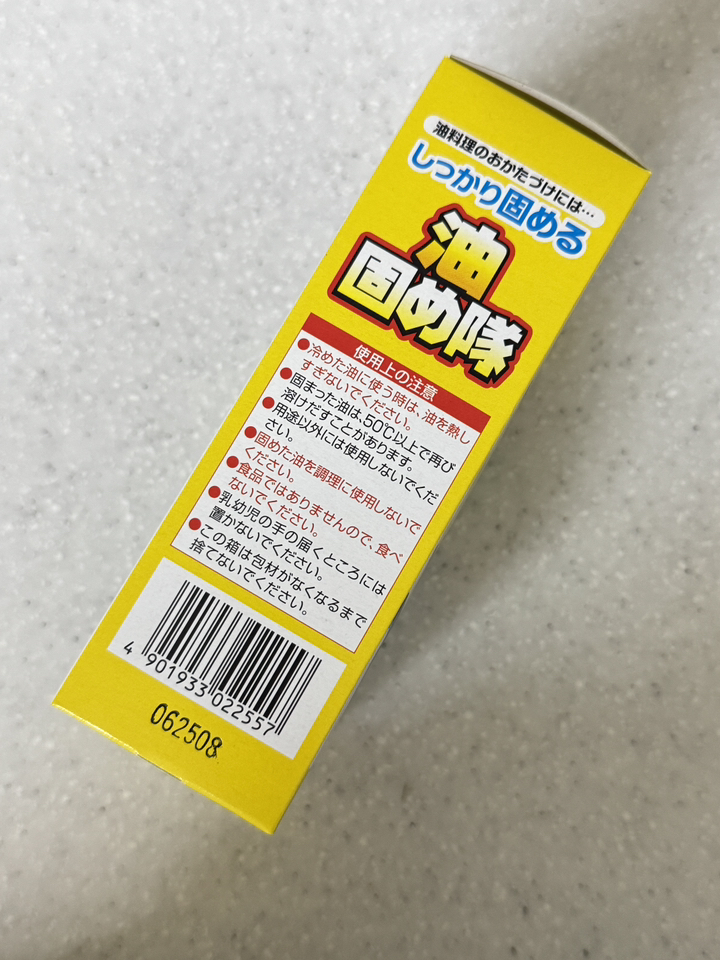 油料理のおかたづけには…
しっかり固める
油
固め隊
使用上の注意
●冷めた油に使う時は、油を熱し
すぎないでください。
●固まった油は、50℃以上で再び
溶けだすことがあります。
●用途以外には使用しないでくだ
さい。
●固めた油を調理に使用しないで
ください。
●食品ではありませんので、食べ
ないでください。
●乳幼児の手の届くところには
置かないでください。
●この箱は包材がなくなるまで
捨てないでください。
4 901933 022557
062508